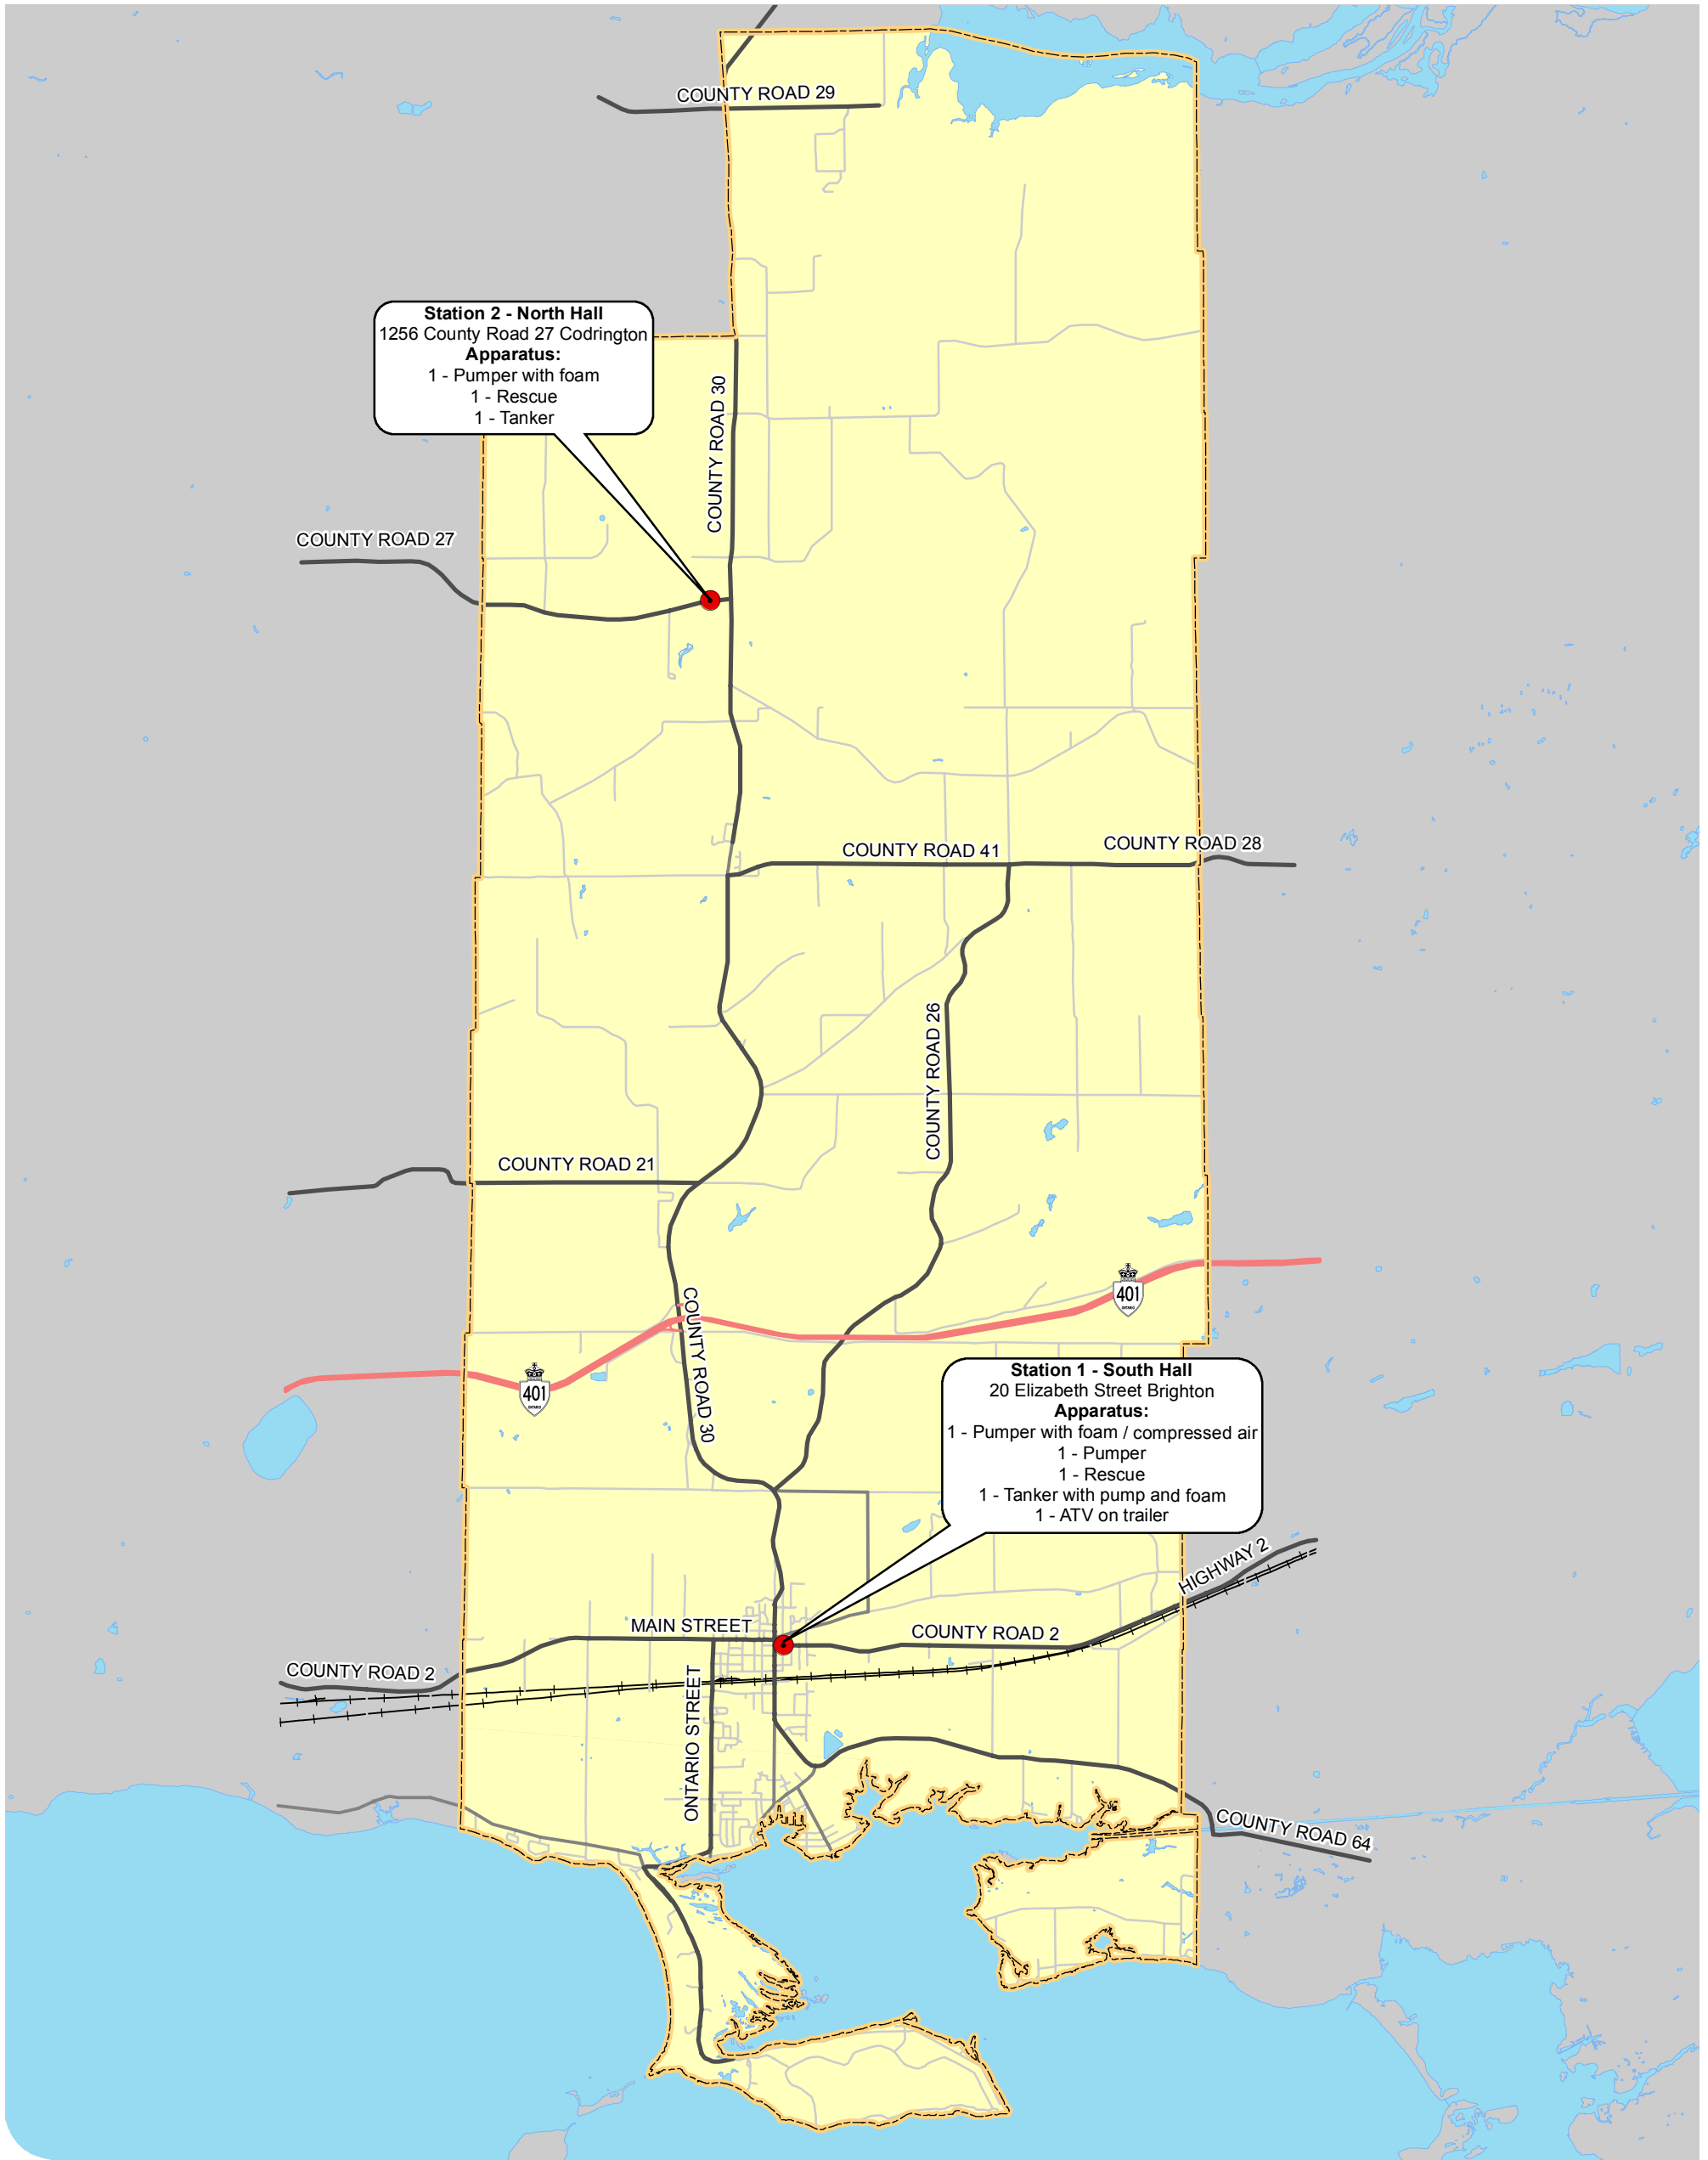 COUNTY ROAD 29
Station 2 - North Hall
1256 County Road 27 Codrington
Apparatus:
1 - Pumper with foam
1 - Rescue
1 - Tanker
COUNTY ROAD 30
COUNTY ROAD 27
COUNTY ROAD 41
COUNTY ROAD 28
COUNTY ROAD 26
COUNTY ROAD 21
401
ONTARIO
COUNTY ROAD 30
401
ONTARIO
Station 1 - South Hall
20 Elizabeth Street Brighton
Apparatus:
1 - Pumper with foam / compressed air
1 - Pumper
1 - Rescue
1 - Tanker with pump and foam
1 - ATV on trailer
HIGHWAY 2
MAIN STREET
COUNTY ROAD 2
COUNTY ROAD 2
ONTARIO STREET
COUNTY ROAD 64